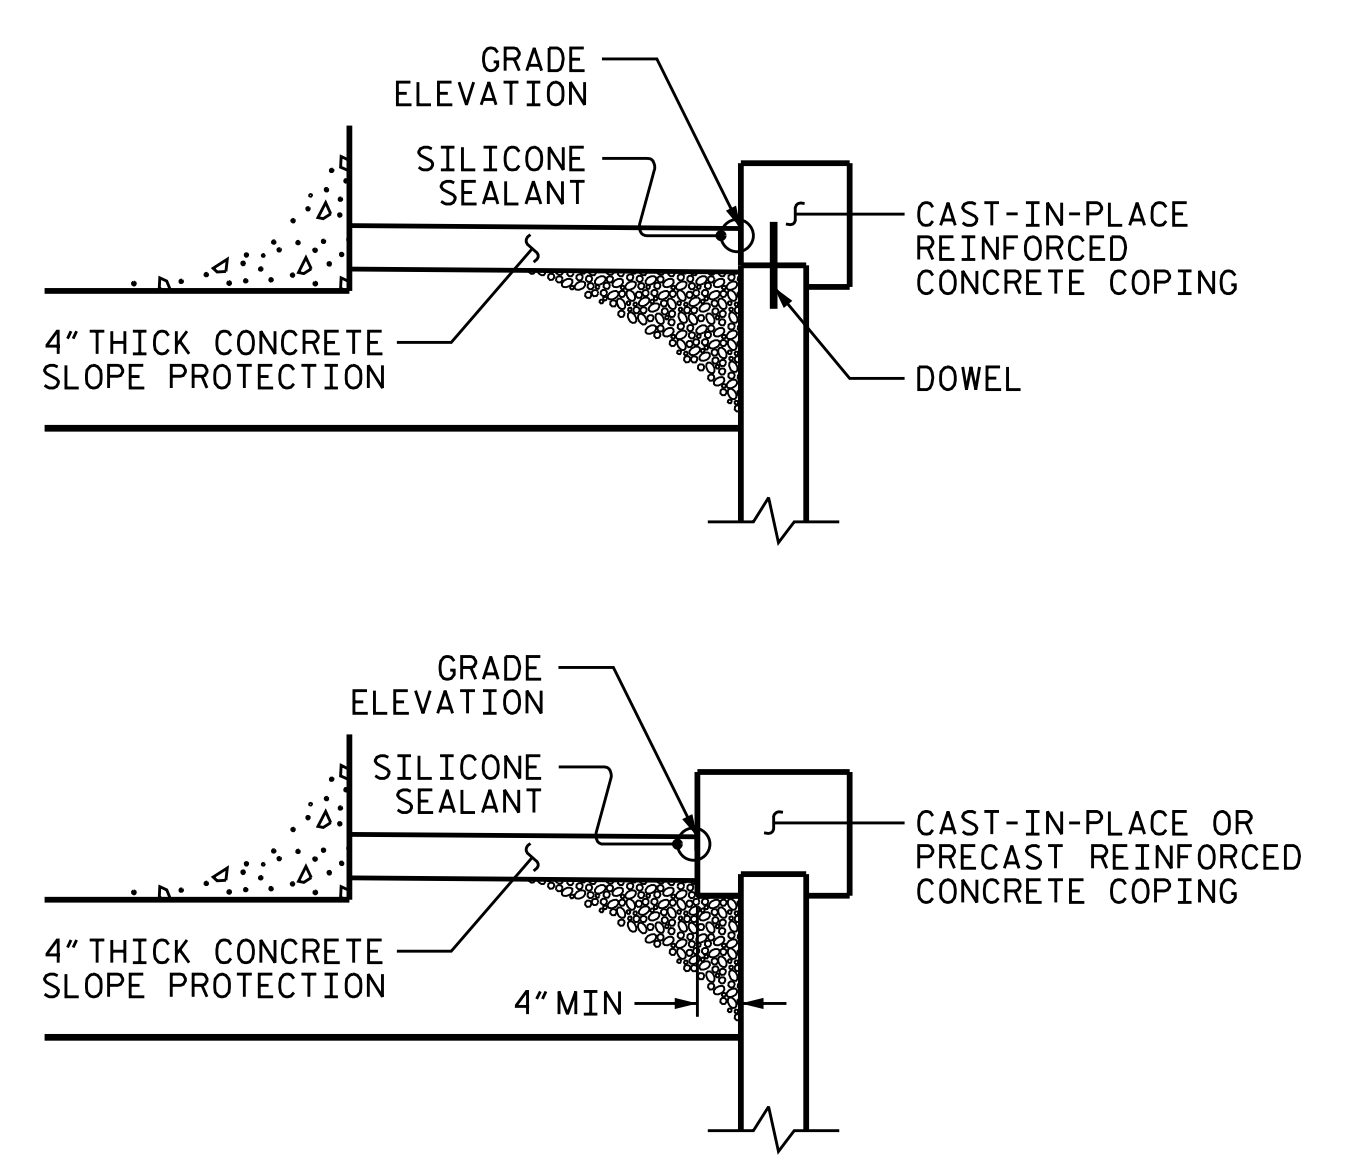 GRADE
ELEVATION
SILICONE
SEALANT
CAST-IN-PLACE
REINFORCED
CONCRETE COPING
4" THICK CONCRETE
SLOPE PROTECTION
DOWEL
GRADE
ELEVATION
SILICONE
SEALANT
CAST-IN-PLACE OR
PRECAST REINFORCED
CONCRETE COPING
4" THICK CONCRETE
SLOPE PROTECTION
4" MIN